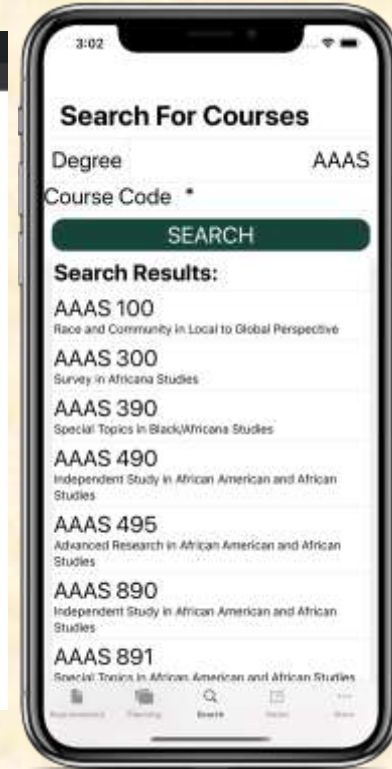 3:02
Search For Courses
Degree AAAS
Course Code *
SEARCH
Search Results:
AAAS 100
Race and Community in Local to Global Perspective
AAAS 300
Survey in Africana Studies
AAAS 390
Special Topics in Black/Africana Studies
AAAS 490
Independent Study in African American and African
Studies
AAAS 495
Advanced Research in African American and African
Studies
AAAS 890
Independent Study in African American and African
Studies
AAAS 891
Special Topics in African American and African Studies
Planning Search